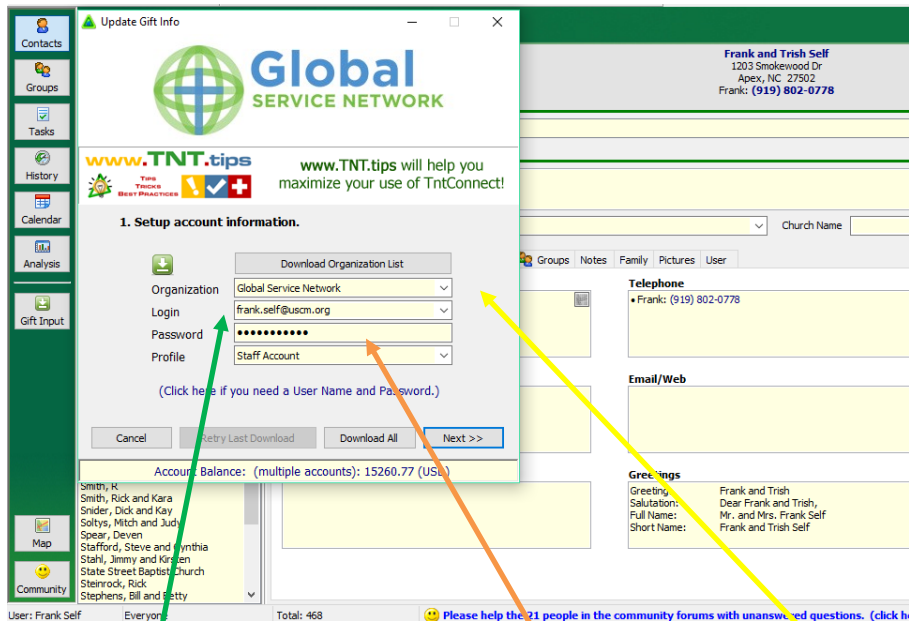 Contacts
Groups
Tasks
History
Calendar
Analysis
Gift Input
Map
Community
Update Gift Info
Global
SERVICE NETWORK
www.TNT.tips
TIPS
TRICKS
BEST PRACTICES
www.TNT.tips will help you
maximize your use of TntConnect!
1. Setup account information.
Download Organization List
Organization Global Service Network
Login frank.self@uscm.org
Password •••••••••••
Profile Staff Account
(Click here if you need a User Name and Password.)
Cancel Retry Last Download Download All Next >>
Account Balance: (multiple accounts): 15260.77 (USD)
Smith, R
Smith, Rick and Kara
Snider, Dick and Kay
Soltys, Mitch and Judy
Spear, Deven
Stafford, Steve and Cynthia
Stahl, Jimmy and Kirsten
State Street Baptist Church
Steinrock, Rick
Stephens, Bill and Betty
Frank and Trish Self
1203 Smokewood Dr
Apex, NC 27502
Frank: (919) 802-0778
Church Name
Groups Notes Family Pictures User
Telephone
• Frank: (919) 802-0778
Email/Web
Greetings
Greeting: Frank and Trish
Salutation: Dear Frank and Trish,
Full Name: Mr. and Mrs. Frank Self
Short Name: Frank and Trish Self
User: Frank Self Everyone Total: 468 Please help the 21 people in the community forums with unanswered questions. (click